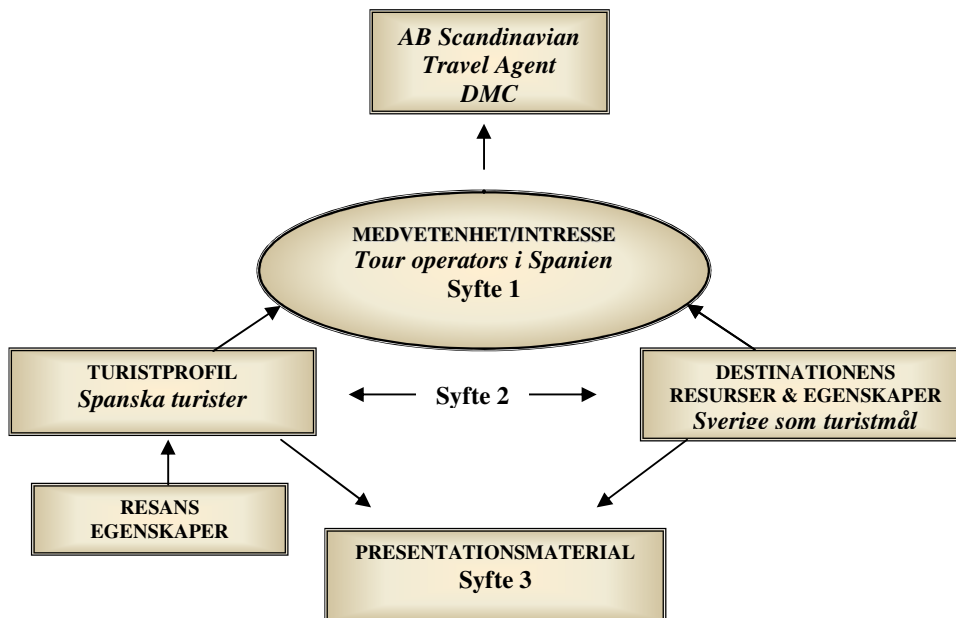 AB Scandinavian
Travel Agent
DMC
MEDVETENHET/INTRESSE
Tour operators i Spanien
Syfte 1
TURISTPROFIL
Spanska turister
Syfte 2
DESTINATIONENS
RESURSER & EGENSKAPER
Sverige som turistmål
RESANS
EGENSKAPER
PRESENTATIONSMATERIAL
Syfte 3